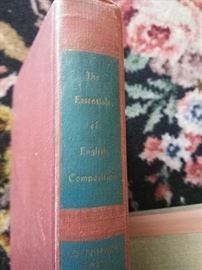 The
Essentials
of
English
Composition